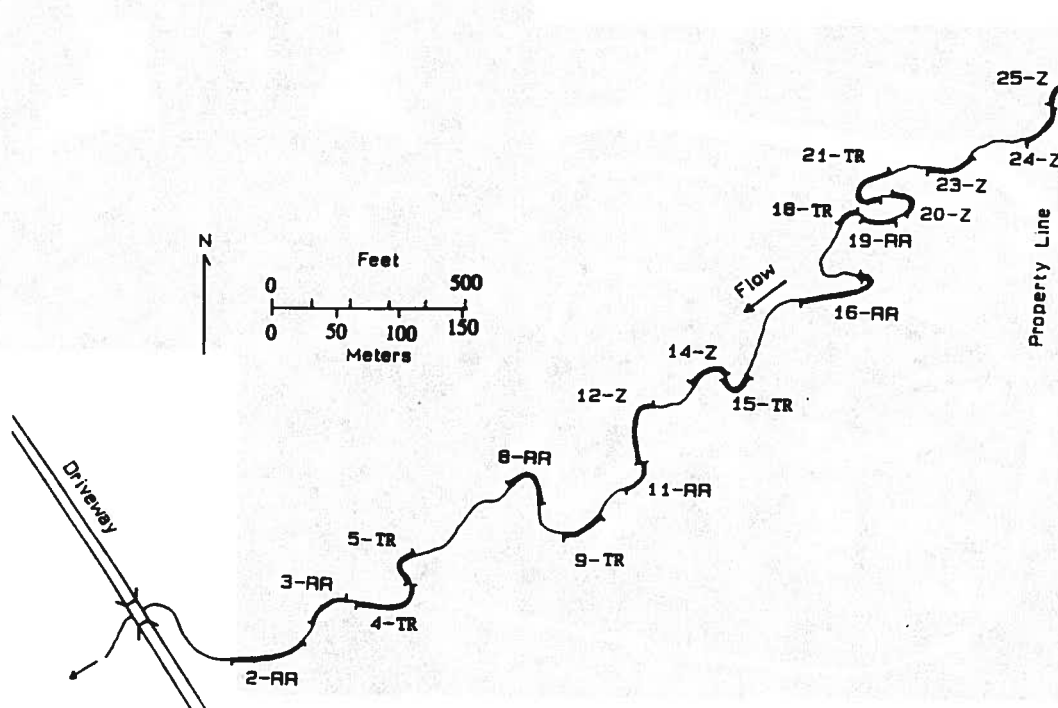 25-Z
24-Z
21-TR
23-Z
18-TR
20-Z
19-RR
Property Line
N
Feet
0 500
0 50 100 150
Meters
Flow
16-RR
14-Z
12-Z
15-TR
8-RR
11-RR
Driveway
5-TR
9-TR
3-RR
4-TR
2-RR